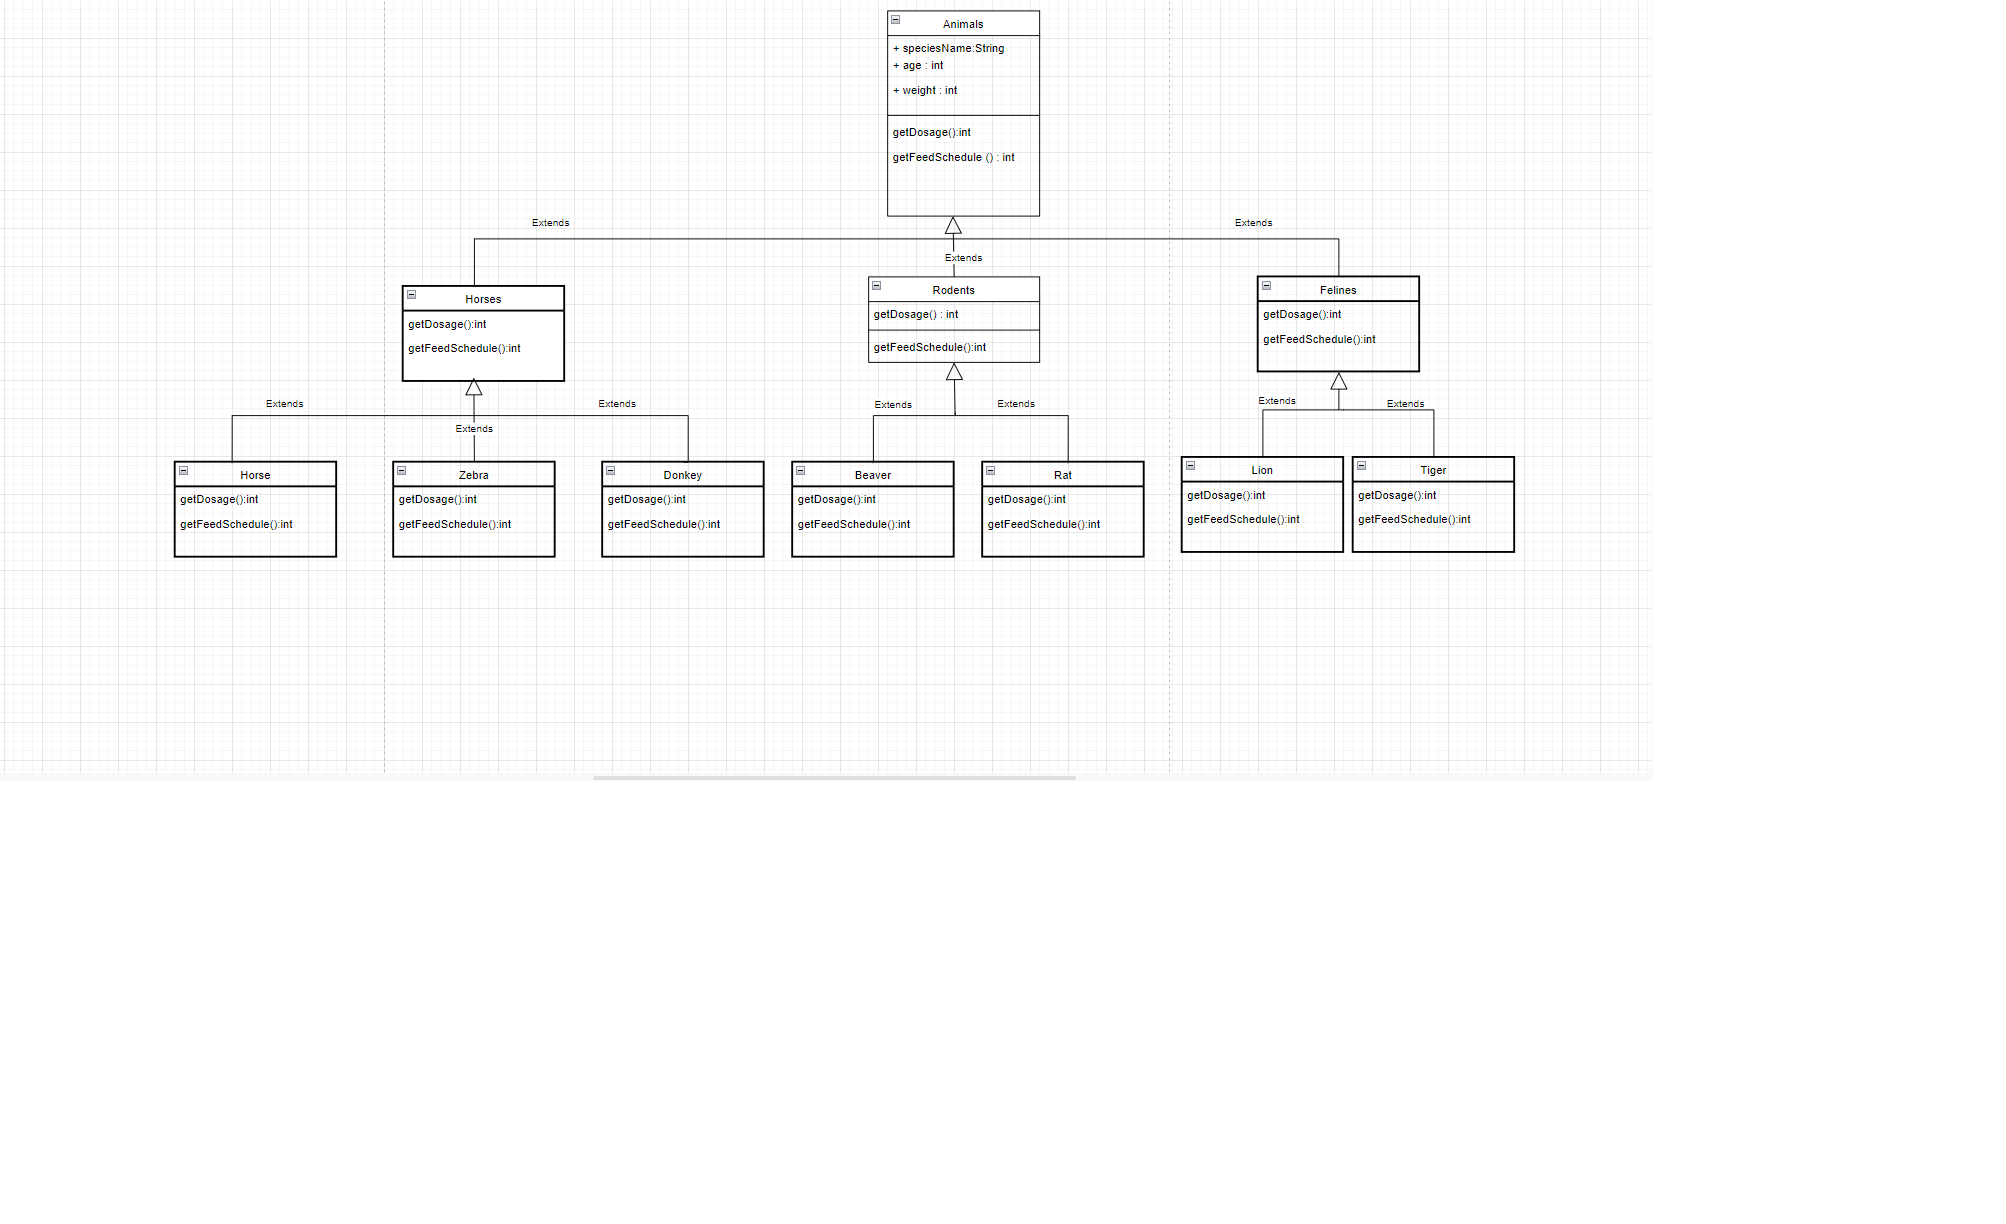 Animals
+ speciesName:String
+ age : int
+ weight : int
getDosage():int
getFeedSchedule () : int
Extends
Extends
Extends
Horses
getDosage():int
getFeedSchedule():int
Rodents
getDosage() : int
getFeedSchedule():int
Felines
getDosage():int
getFeedSchedule():int
Extends
Extends
Extends
Extends
Extends
Extends
Extends
Horse
getDosage():int
getFeedSchedule():int
Zebra
getDosage():int
getFeedSchedule():int
Donkey
getDosage():int
getFeedSchedule():int
Beaver
getDosage():int
getFeedSchedule():int
Rat
getDosage():int
getFeedSchedule():int
Lion
getDosage():int
getFeedSchedule():int
Tiger
getDosage():int
getFeedSchedule():int